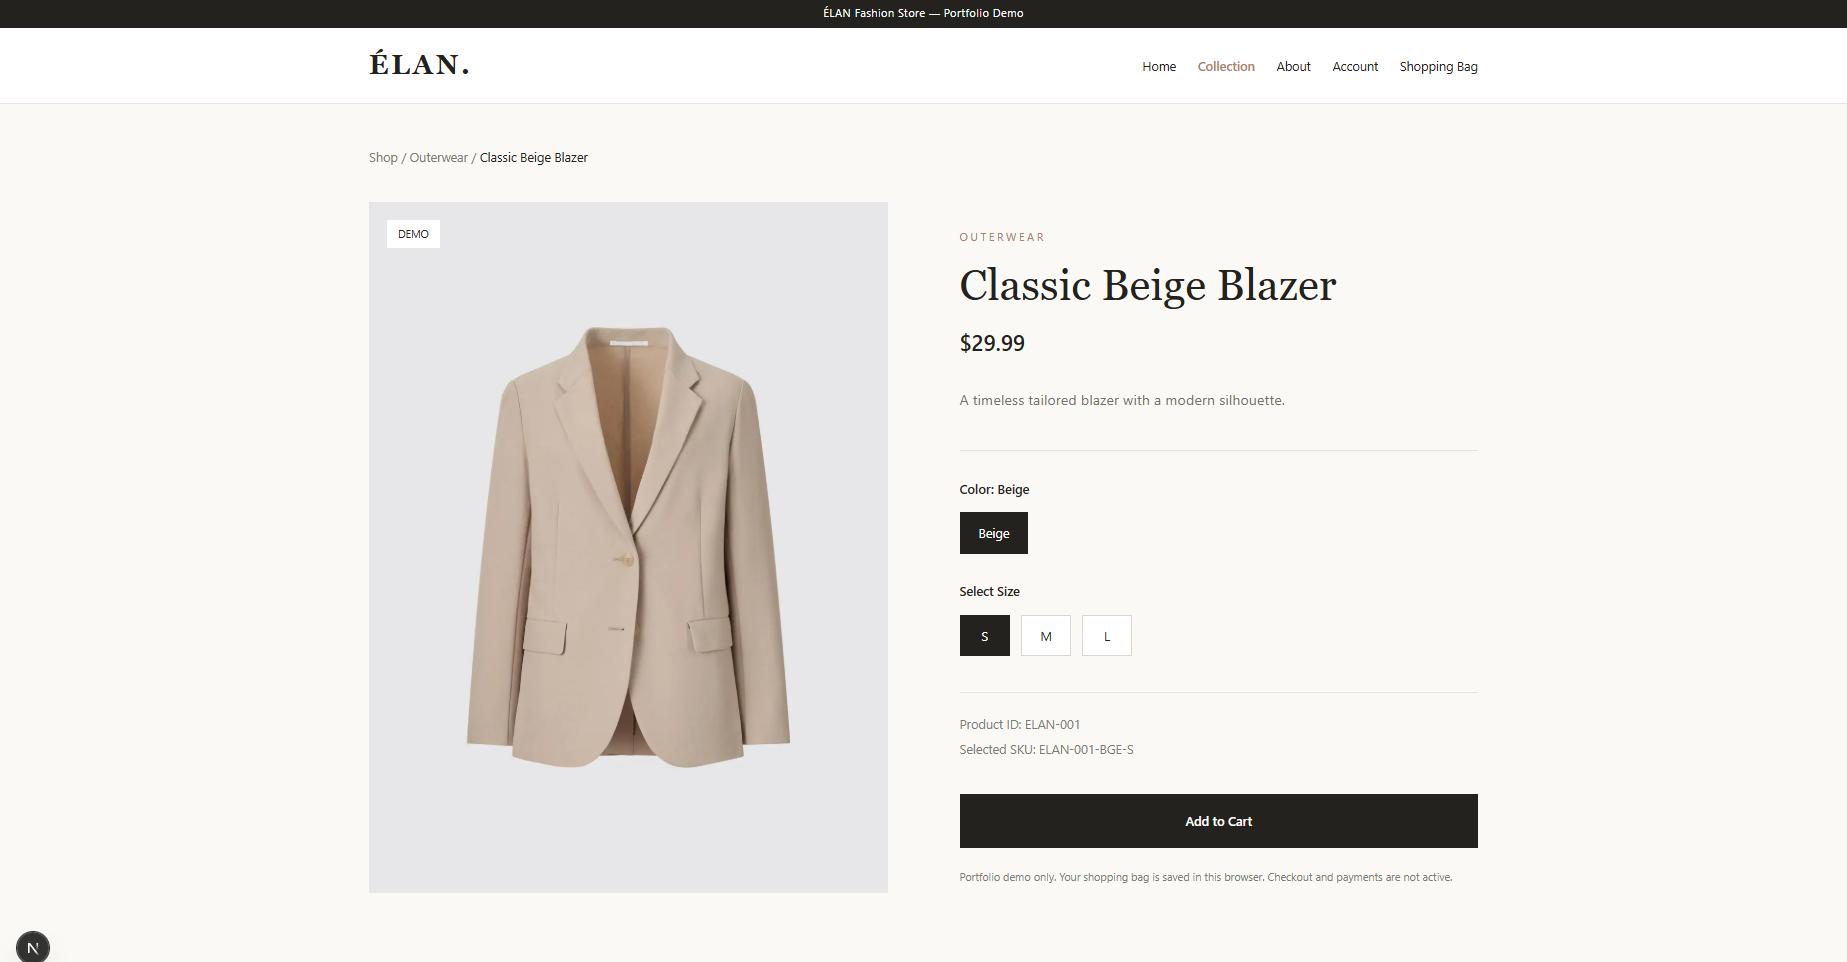 ÉLAN Fashion Store — Portfolio Demo
ÉLAN.
Home Collection About Account Shopping Bag
Shop / Outerwear / Classic Beige Blazer
DEMO
OUTERWEAR
Classic Beige Blazer
$29.99
A timeless tailored blazer with a modern silhouette.
Color: Beige
Beige
Select Size
S M L
Product ID: ELAN-001
Selected SKU: ELAN-001-BGE-S
Add to Cart
Portfolio demo only. Your shopping bag is saved in this browser. Checkout and payments are not active.
N